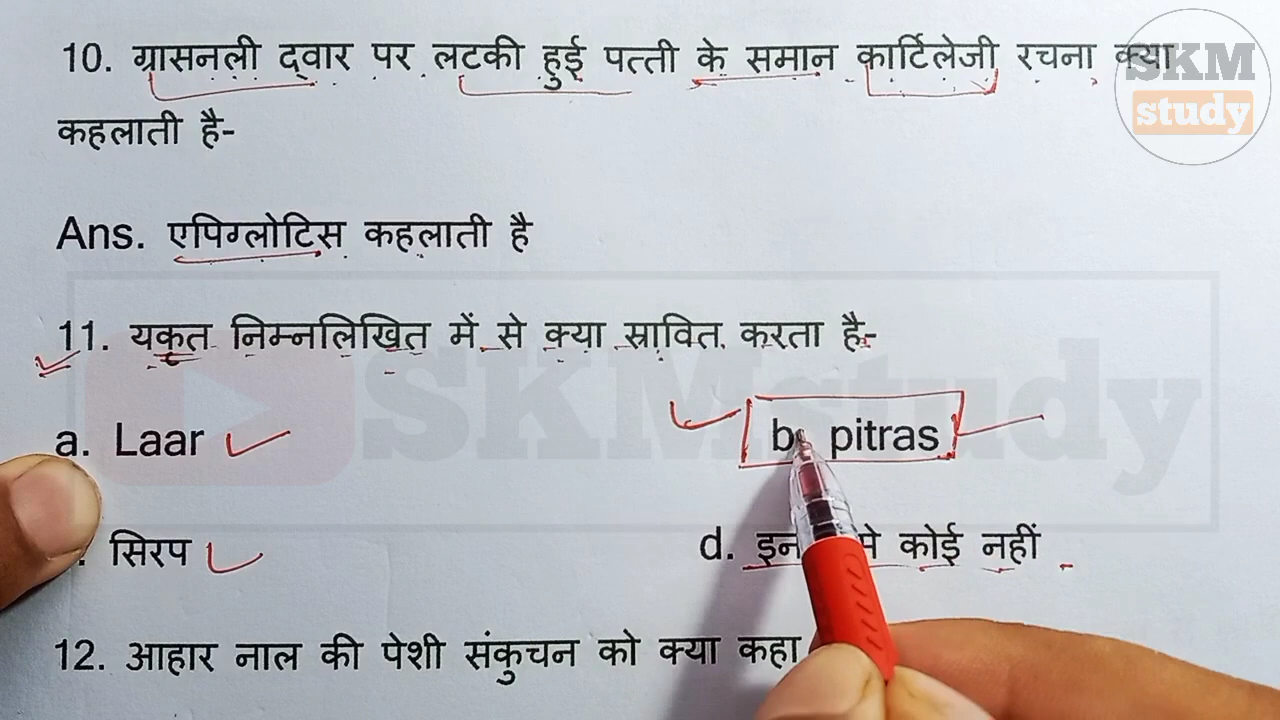 10. ग्रासनली द्वार पर लटकी हुई पत्ती के समान कार्टिलेजी रचना क्या
कहलाती है-
SKM
study
Ans. एपिग्लोटिस कहलाती है
11. यकृत निम्नलिखित में से क्या स्रावित करता है-
SKMstudy
a. Laar
b. pitras
सिरप
d. कोई नहीं
12. आहार नाल की पेशी संकुचन को क्या कहा